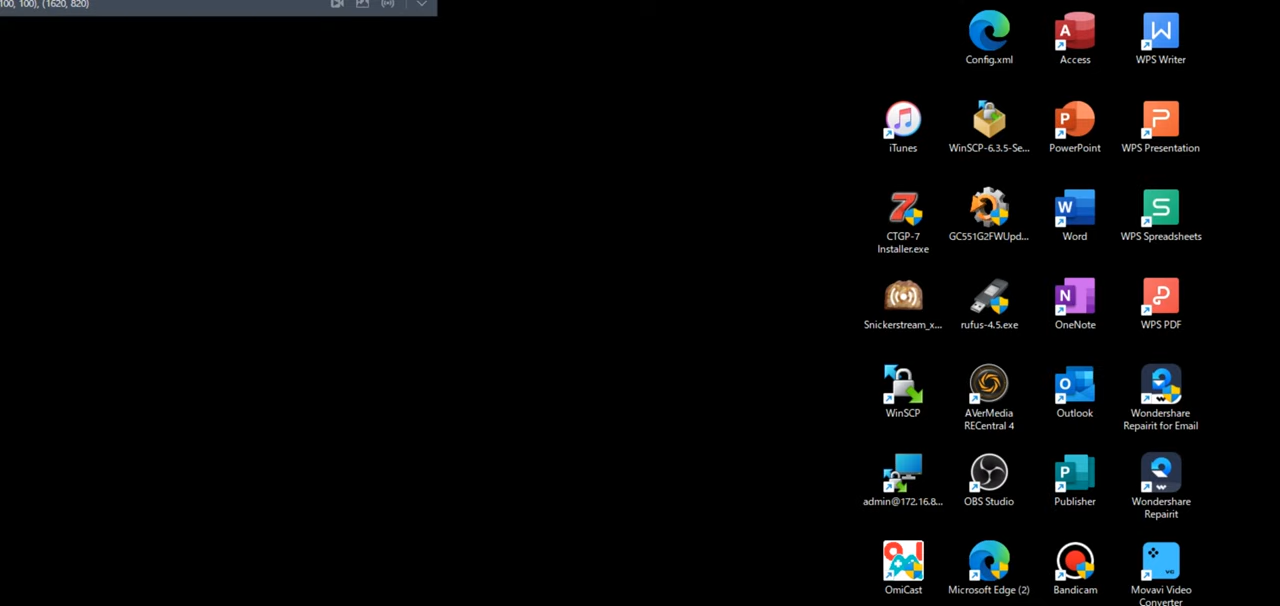 100, 100), (1620, 820)
Config.xml
Access
WPS Writer
iTunes
WinSCP-6.3.5-Se...
PowerPoint
WPS Presentation
CTGP-7
Installer.exe
GC551G2FWUpd...
Word
WPS Spreadsheets
Snickerstream_x...
rufus-4.5.exe
OneNote
WPS PDF
WinSCP
AVerMedia
RECentral 4
Outlook
Wondershare
Repairit for Email
admin@172.16.8...
OBS Studio
Publisher
Wondershare
Repairit
OmiCast
Microsoft Edge (2)
Bandicam
Movavi Video
Converter